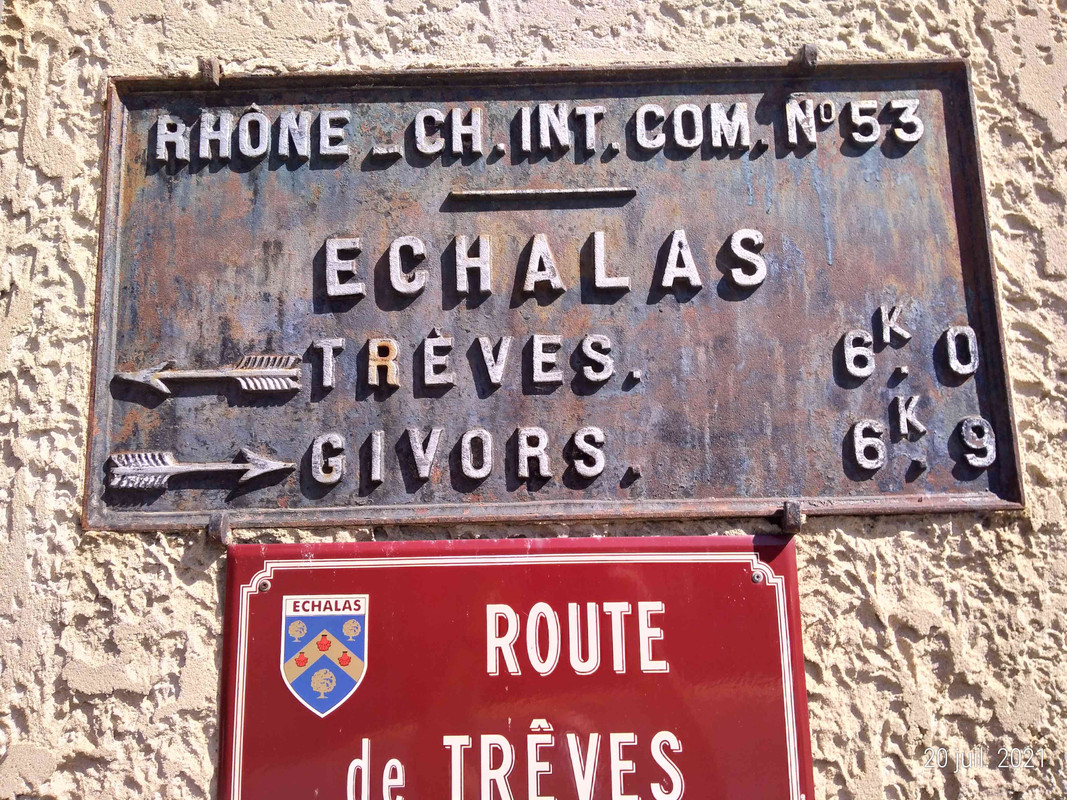 RHÔNE _ CH. INT. COM. Nº 53
ECHALAS
TRÊVES. 6K.0
GIVORS. 6K.9
ECHALAS
ROUTE
de TRÊVES
20 juil. 2021